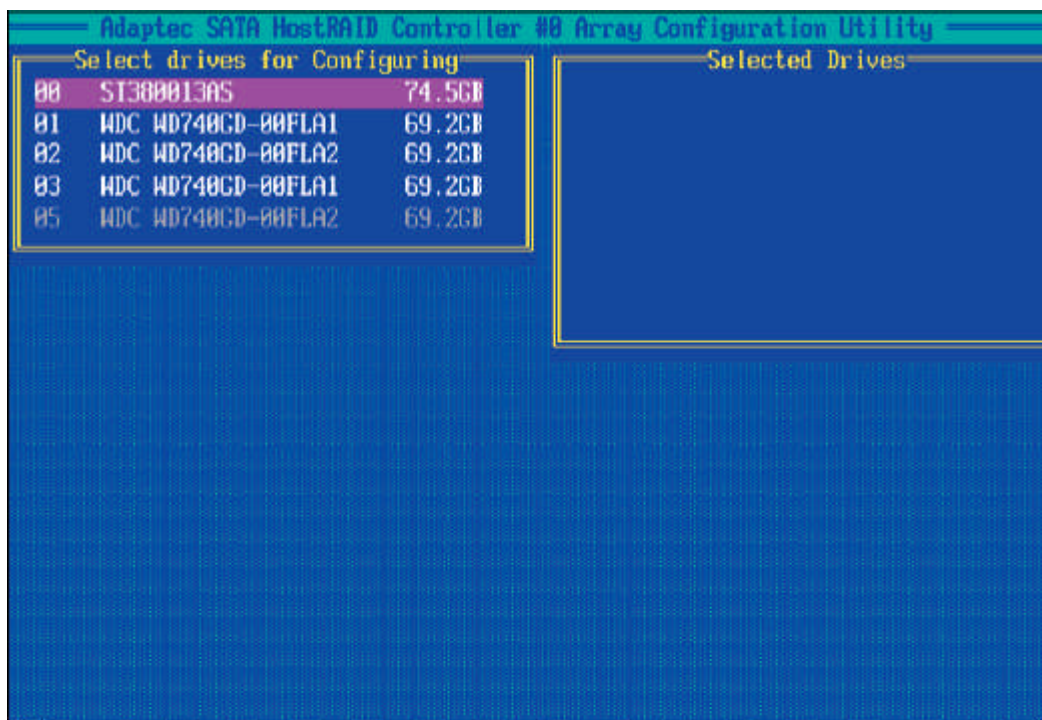 Adaptec SATA HostRAID Controller #0 Array Configuration Utility
Select drives for Configuring
00 ST380013AS 74.5GB
01 WDC WD740GD-00FLA1 69.2GB
02 WDC WD740GD-00FLA2 69.2GB
03 WDC WD740GD-00FLA1 69.2GB
05 WDC WD740GD-00FLA2 69.2GB
Selected Drives